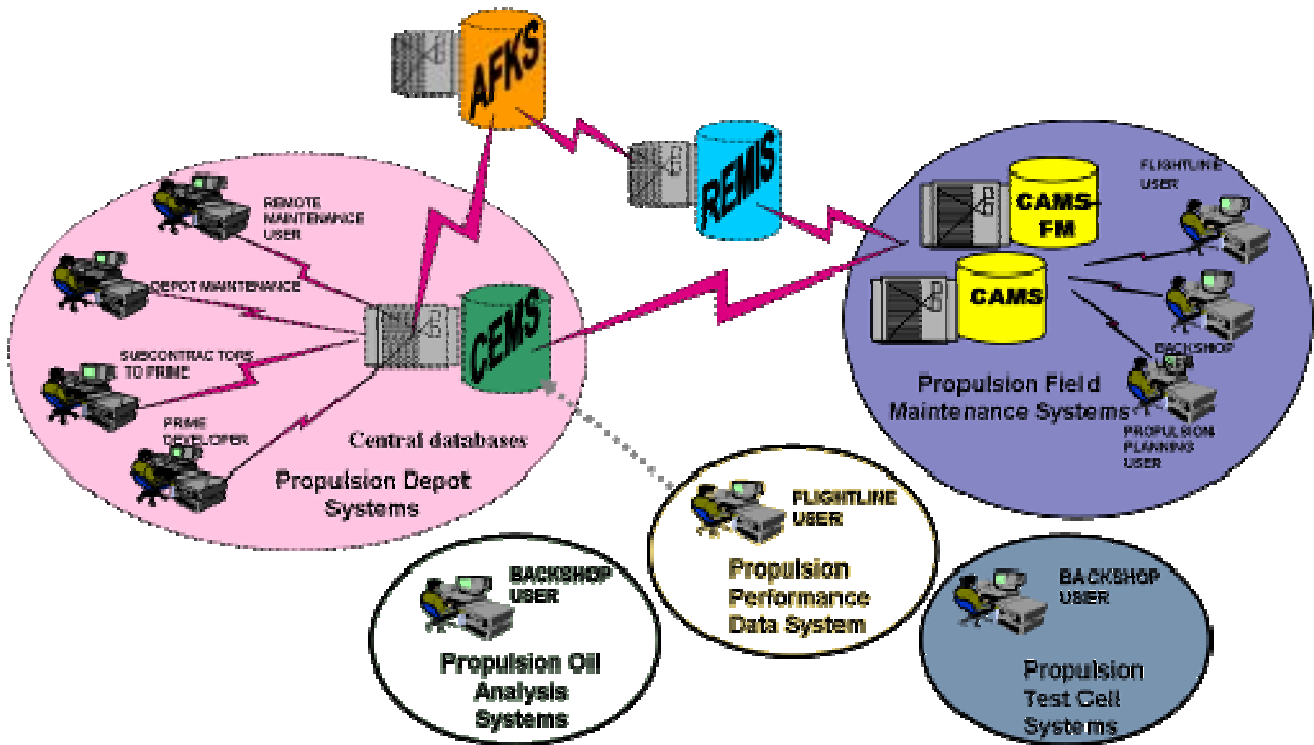 AFKS
REMIS
REMOTE
MAINTENANCE
USER
DEPOT MAINTENANCE
SUBCONTRACTORS
TO PRIME
PRIME
DEVELOPER
CEMS
Central databases
Propulsion Depot
Systems
CAMS
FM
CAMS
FLIGHTLINE
USER
BACKSHOP
USER
PROPULSION
PLANNING
USER
Propulsion Field
Maintenance Systems
FLIGHTLINE
USER
Propulsion
Performance
Data System
BACKSHOP
USER
Propulsion Oil
Analysis
Systems
BACKSHOP
USER
Propulsion
Test Cell
Systems